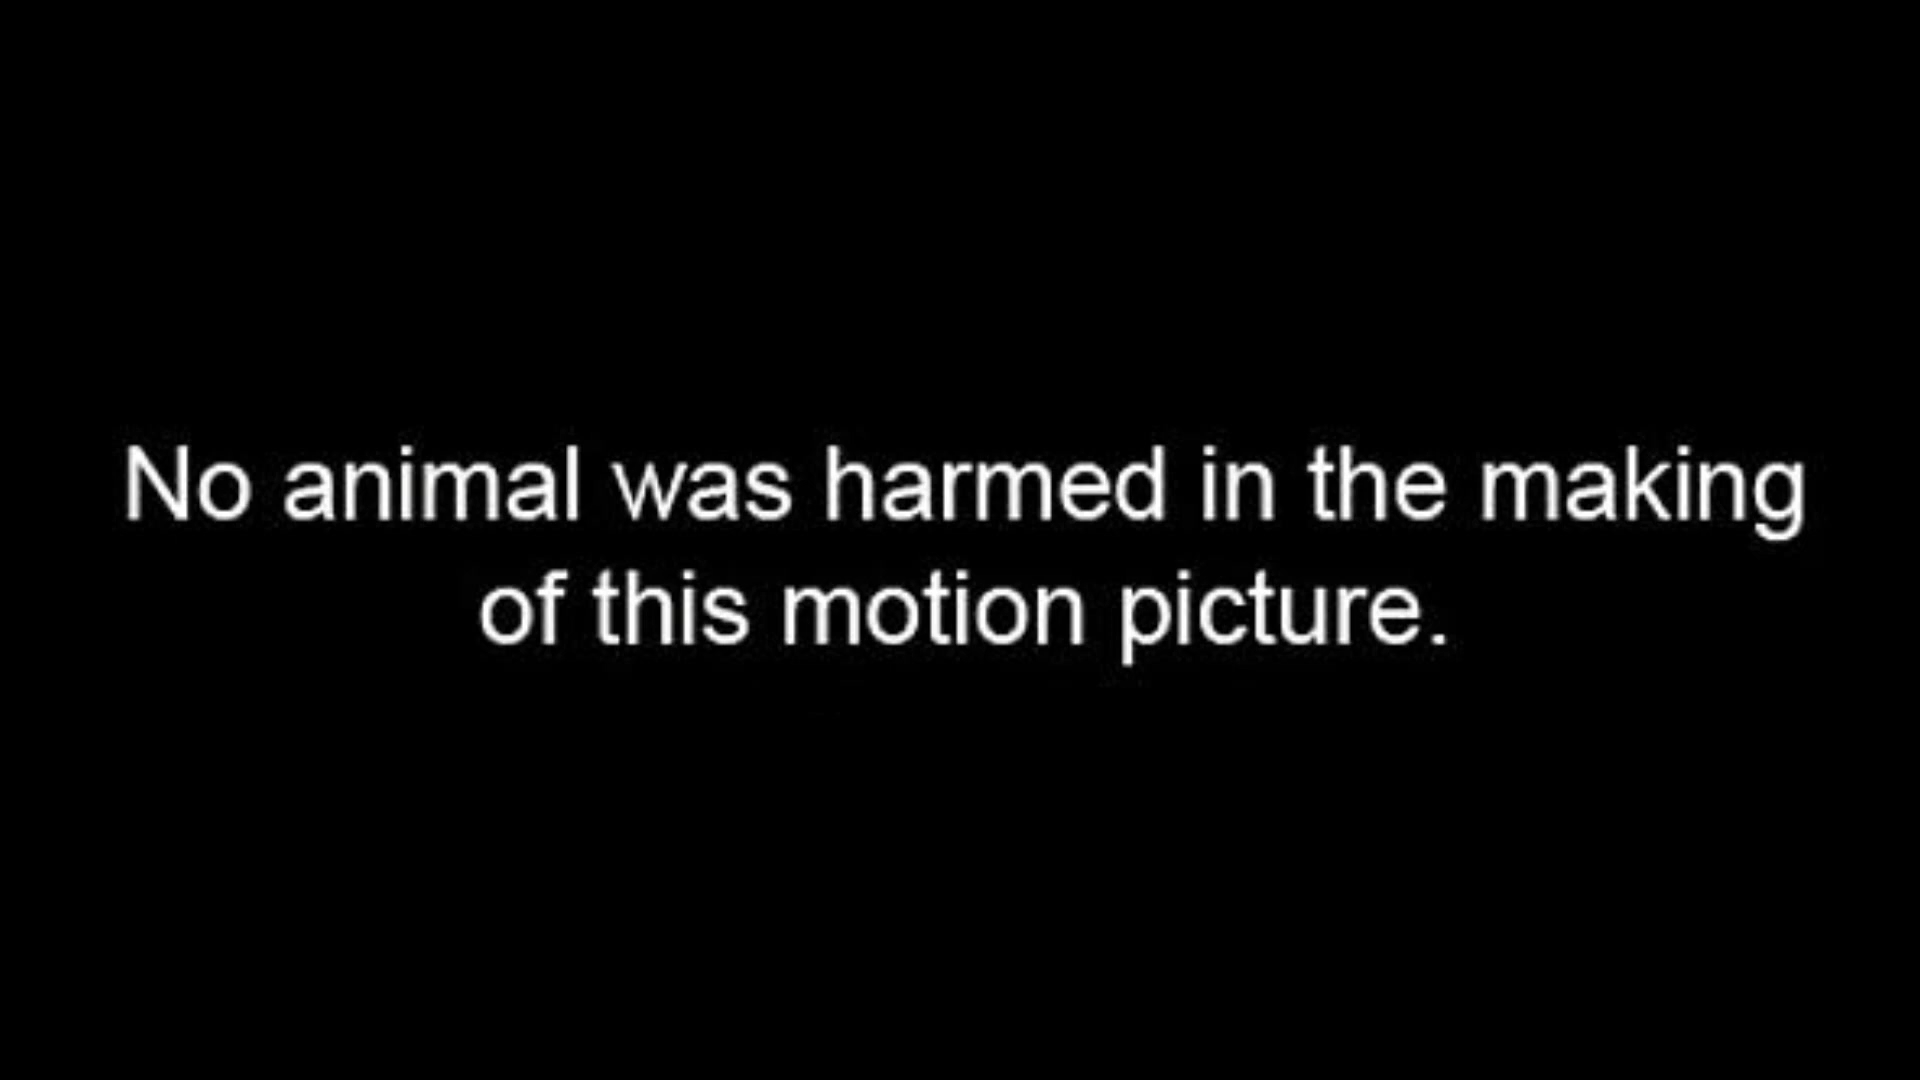 No animal was harmed in the making
of this motion picture.